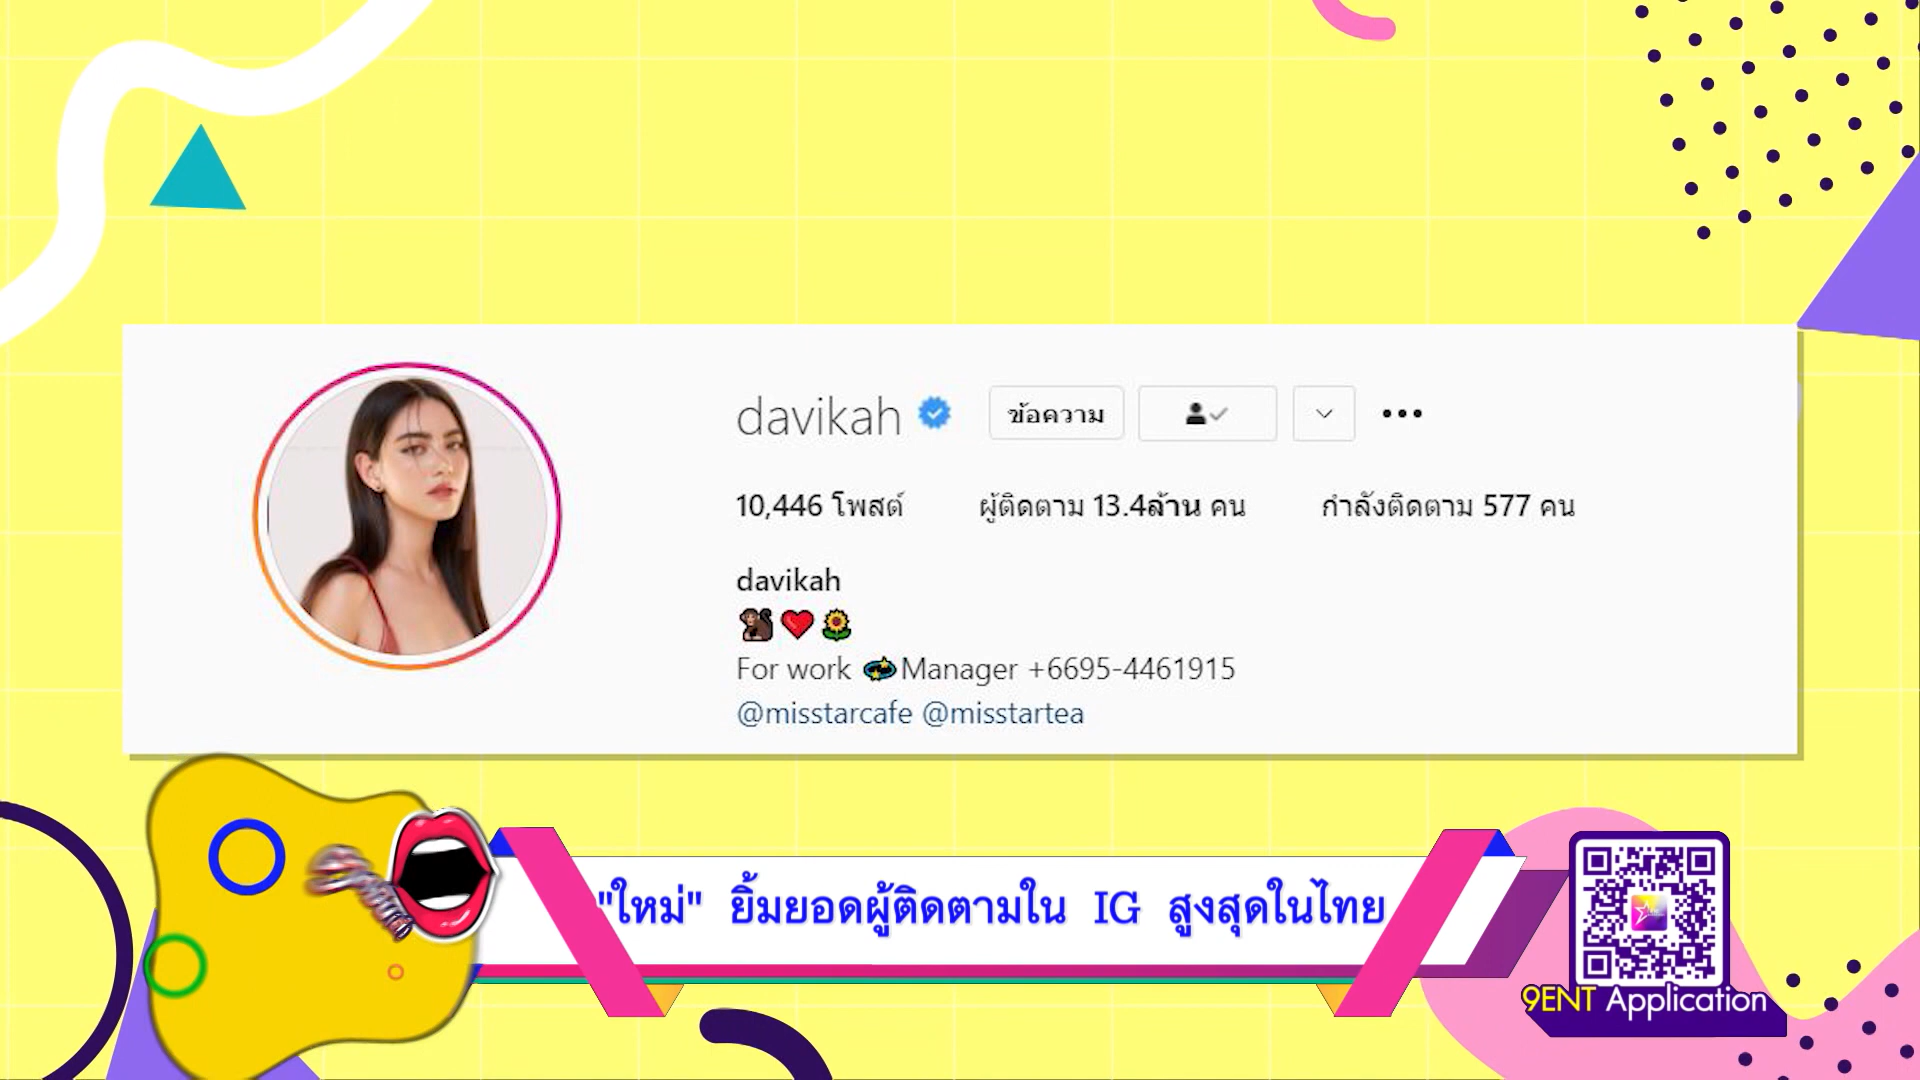 davikah
ข้อความ
10,446 โพสต์ ผู้ติดตาม 13.4ล้าน คน กำลังติดตาม 577 คน
davikah
🐒❤️🌻
For work 💫Manager +6695-4461915
@misstarcafe @misstartea
"ใหม่" ยิ้มยอดผู้ติดตามใน IG สูงสุดในไทย
9ENT Application